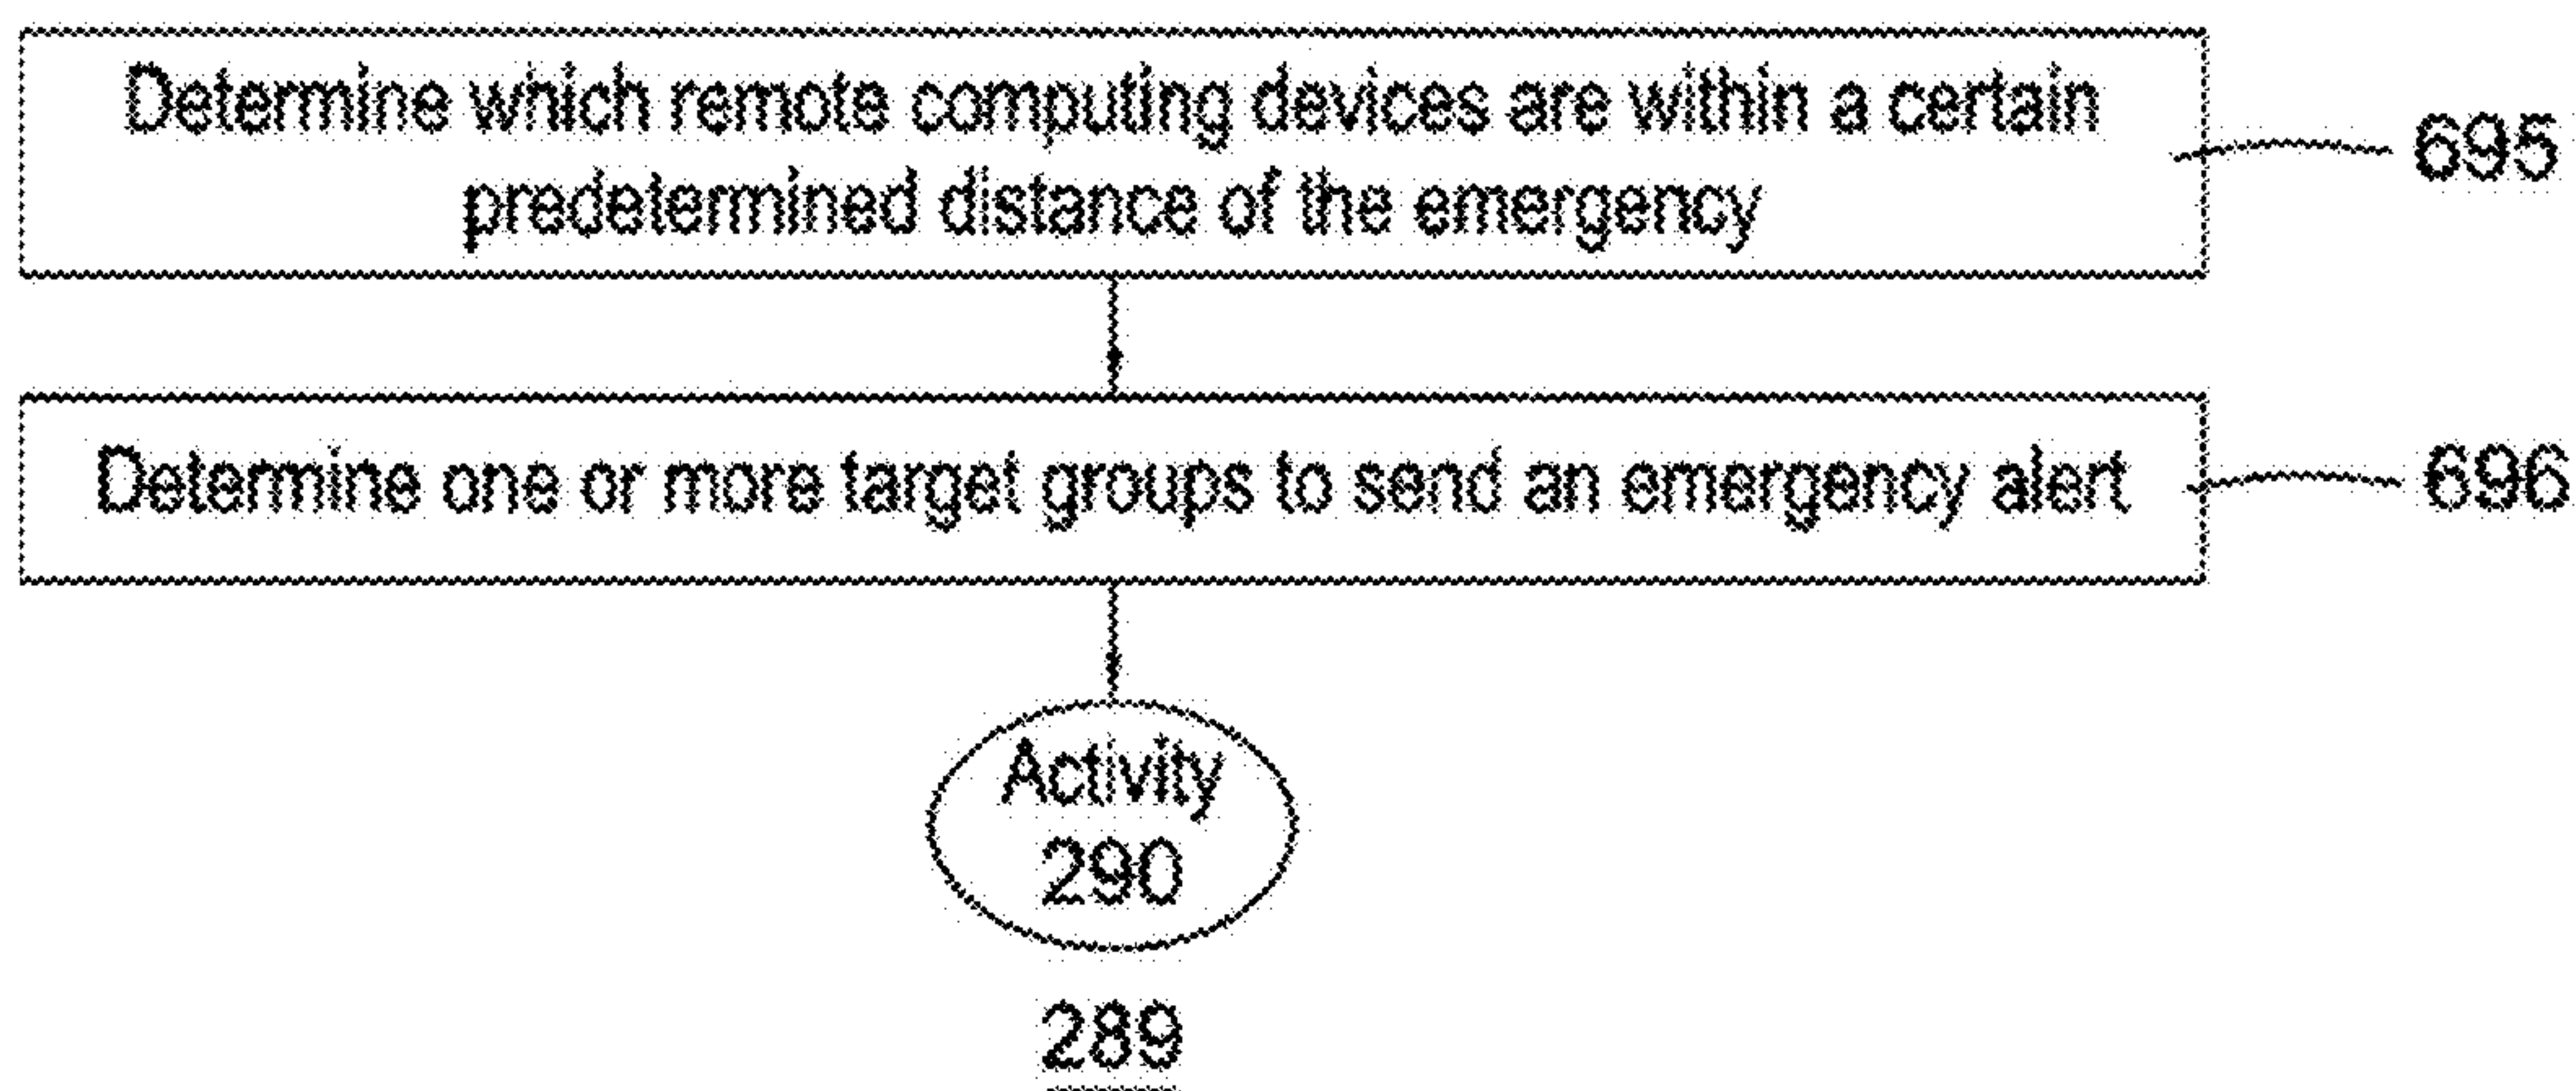 Determine which remote computing devices are within a certain
predetermined distance of the emergency
695
Determine one or more target groups to send an emergency alert
696
Activity
290
289